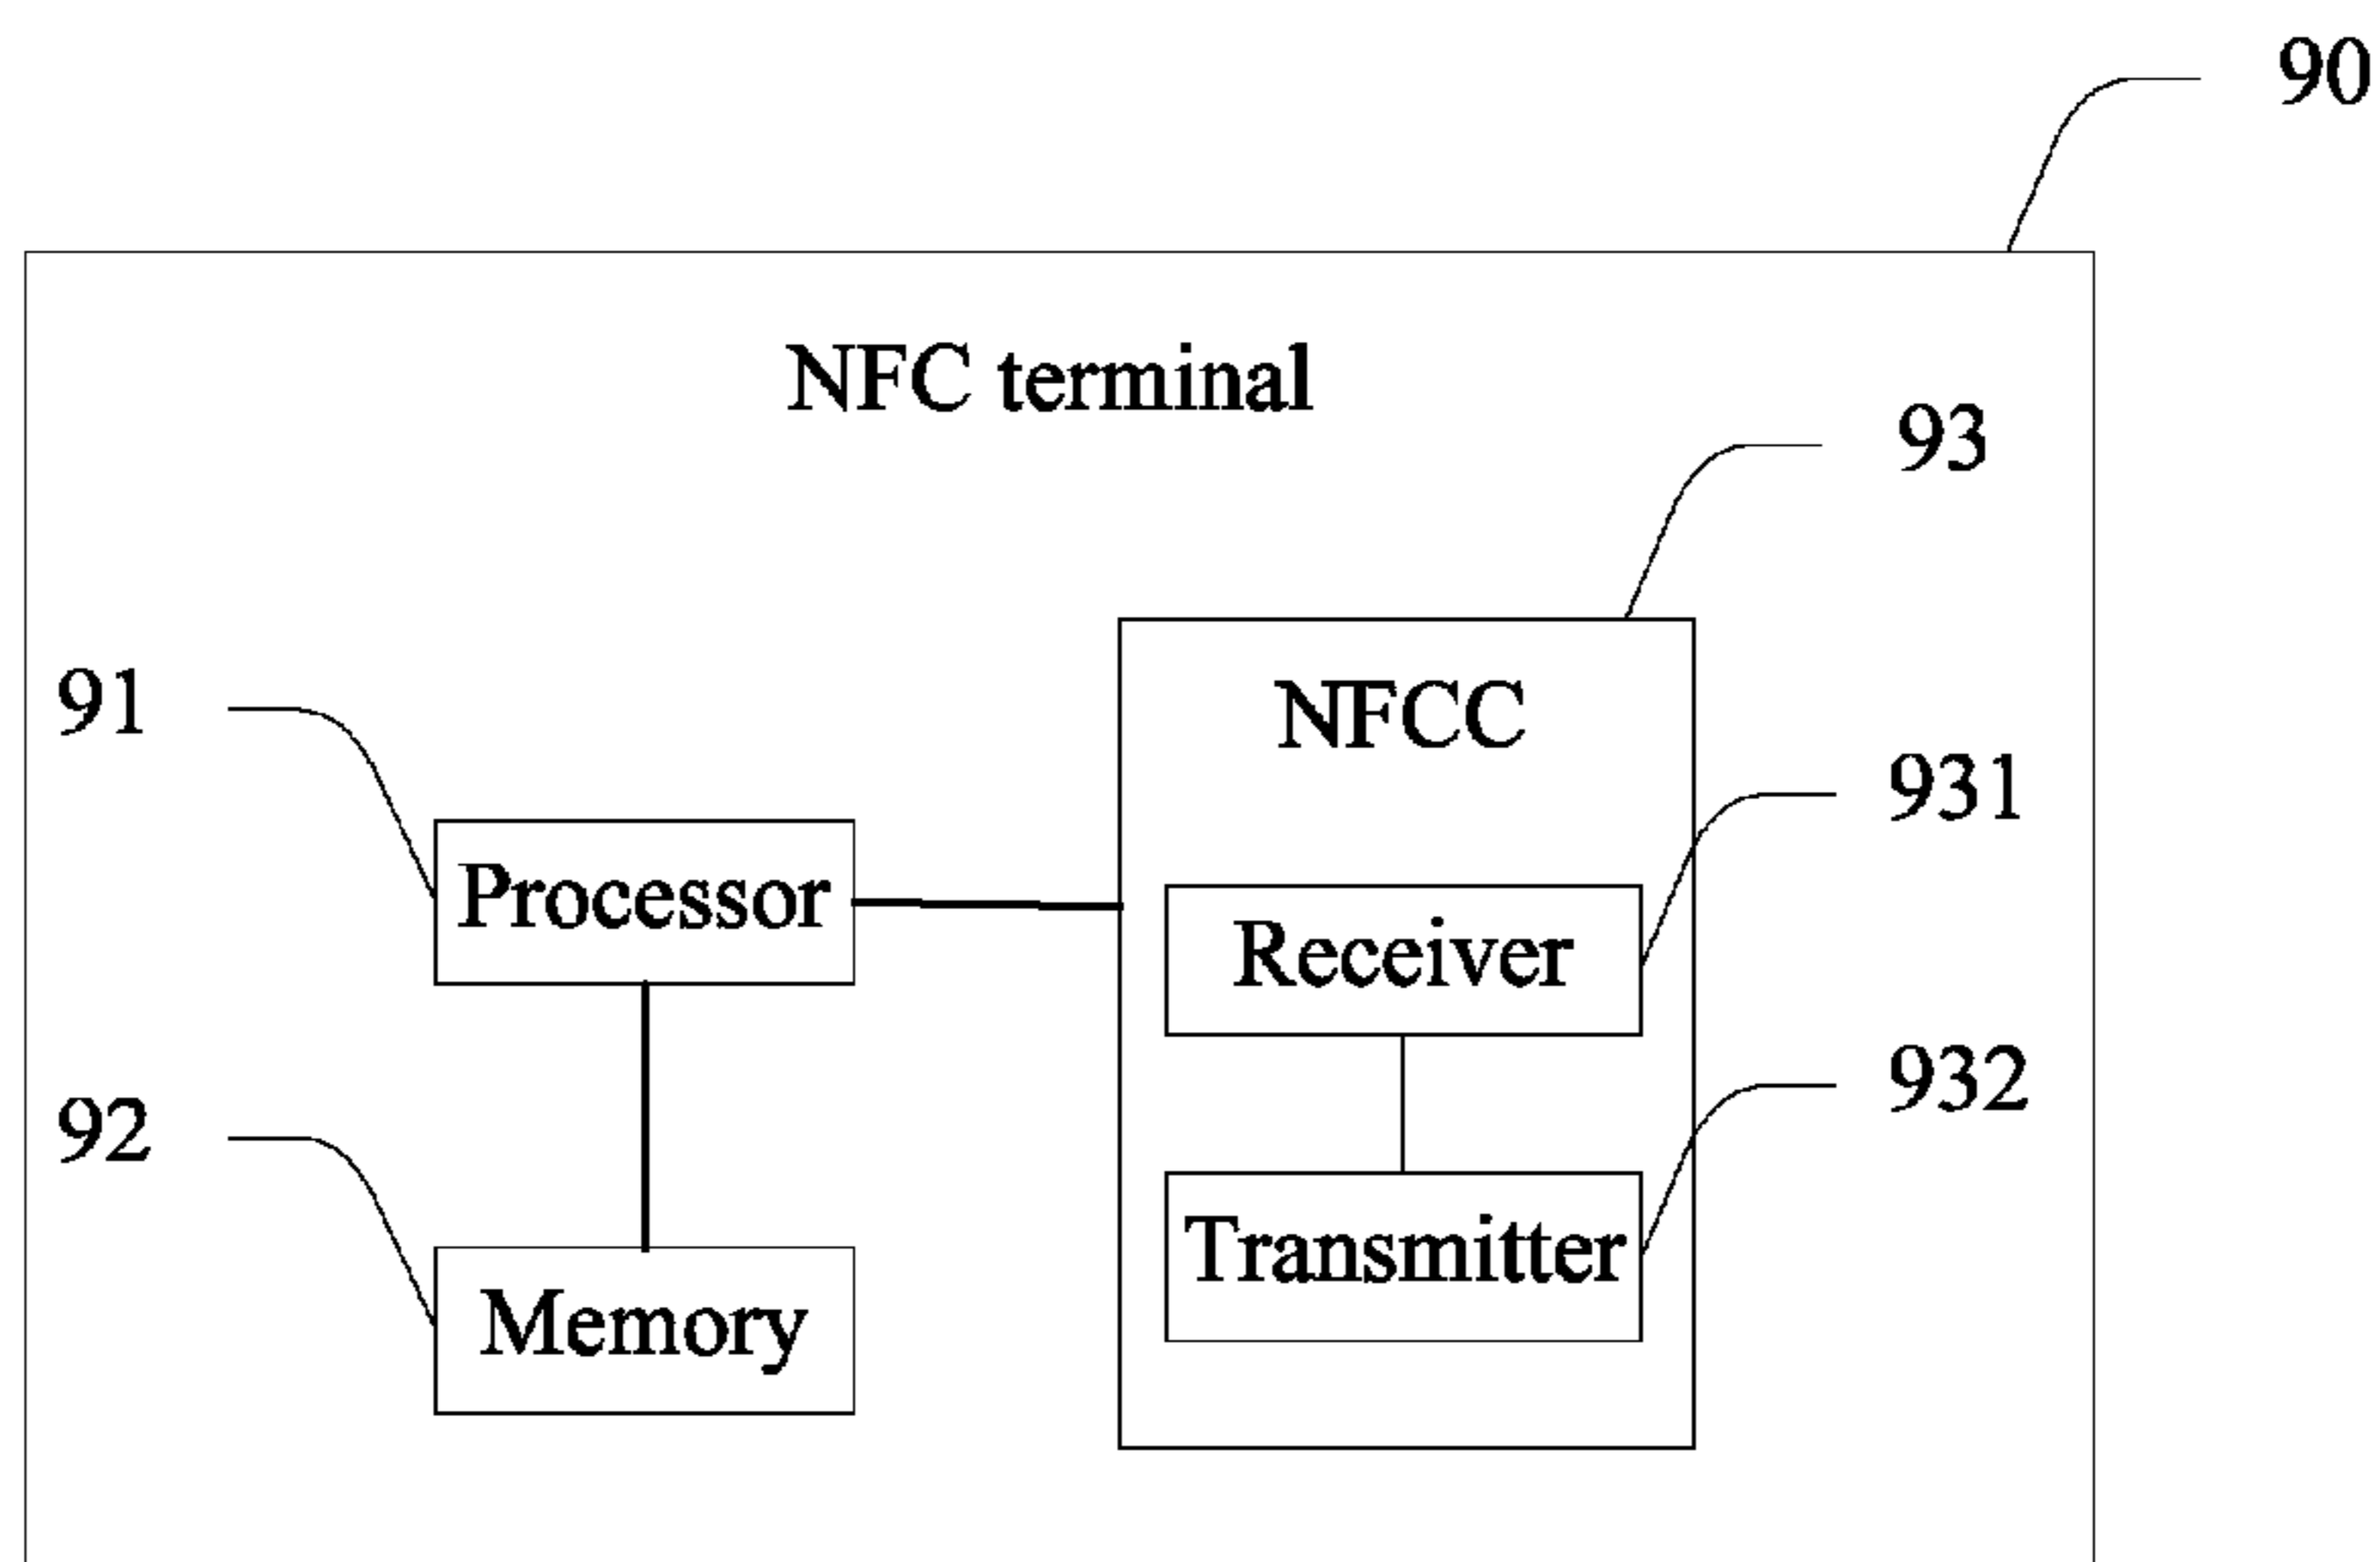 90
NFC terminal
93
91
NFCC
931
Processor
Receiver
932
92
Transmitter
Memory